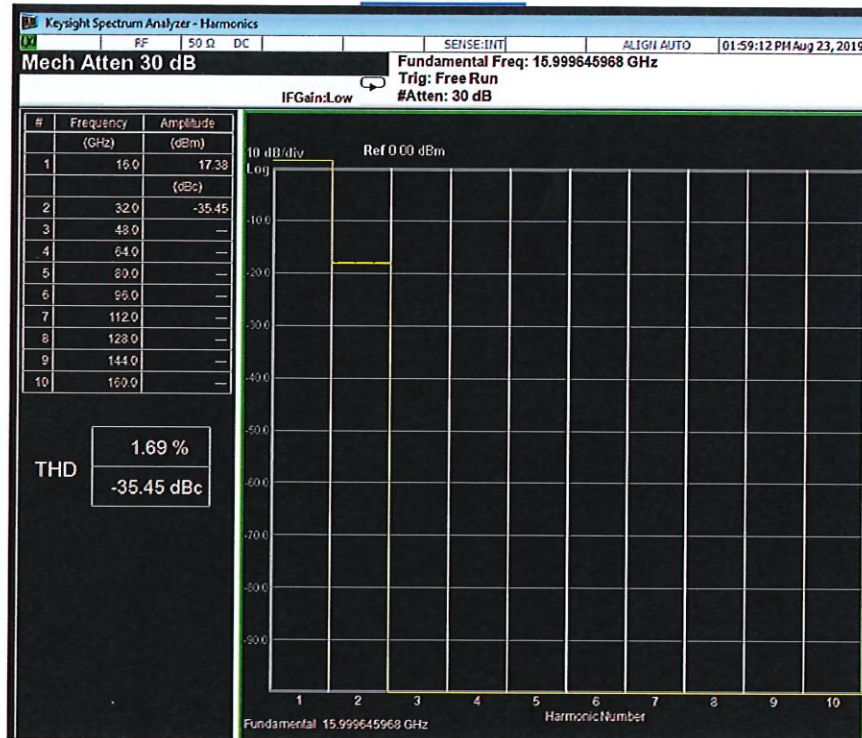 Keysight Spectrum Analyzer - Harmonics
RF 50 Ω DC SENSE:INT ALIGN AUTO 01:59:12 PM Aug 23, 2019
Mech Atten 30 dB
Fundamental Freq: 15.999645968 GHz
Trig: Free Run
IFGain:Low #Atten: 30 dB
# Frequency Amplitude
(GHz) (dBm)
1 16.0 17.38
(dBc)
2 32.0 -35.45
3 48.0 ---
4 64.0 ---
5 80.0 ---
6 96.0 ---
7 112.0 ---
8 128.0 ---
9 144.0 ---
10 160.0 ---
THD 1.69 %
-35.45 dBc
10 dB/div Ref 0.00 dBm
Log
-10.0
-20.0
-30.0
-40.0
-50.0
-60.0
-70.0
-80.0
-90.0
1 2 3 4 5 6 7 8 9 10
Harmonic Number
Fundamental 15.999645968 GHz